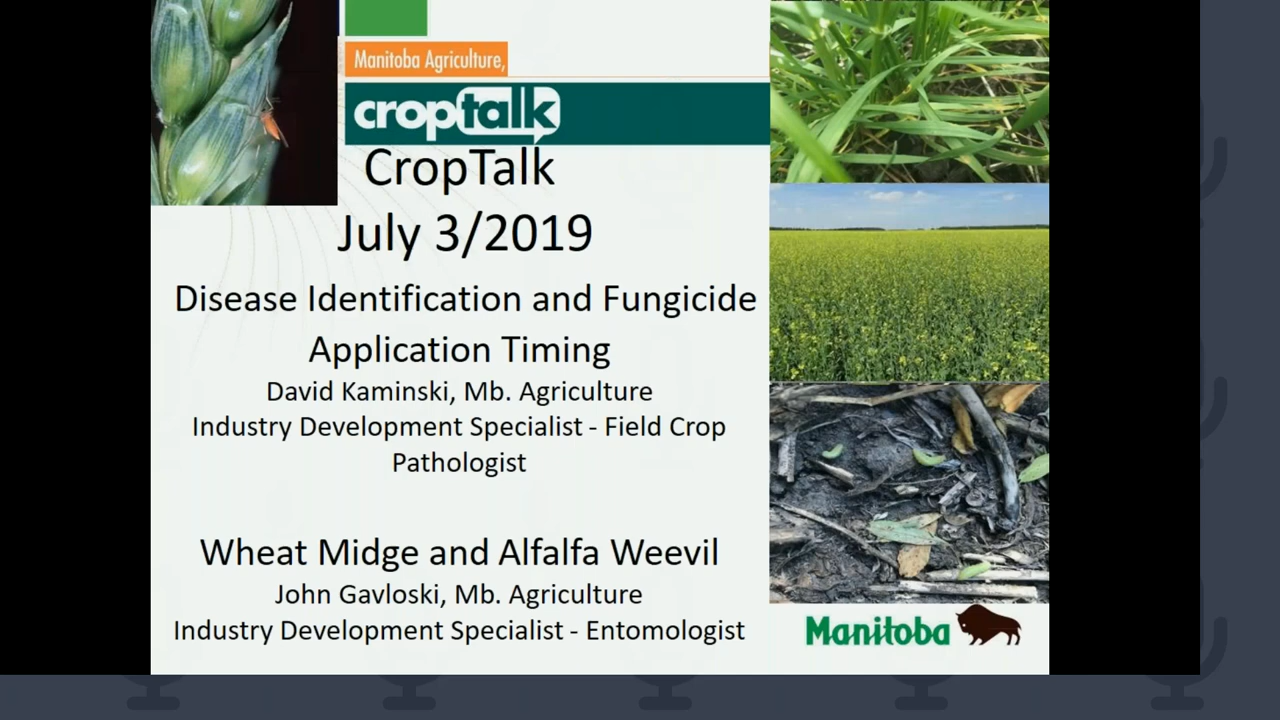 Manitoba Agriculture,
croptalk
CropTalk
July 3/2019
Disease Identification and Fungicide
Application Timing
David Kaminski, Mb. Agriculture
Industry Development Specialist - Field Crop
Pathologist
Wheat Midge and Alfalfa Weevil
John Gavloski, Mb. Agriculture
Industry Development Specialist - Entomologist
Manitoba